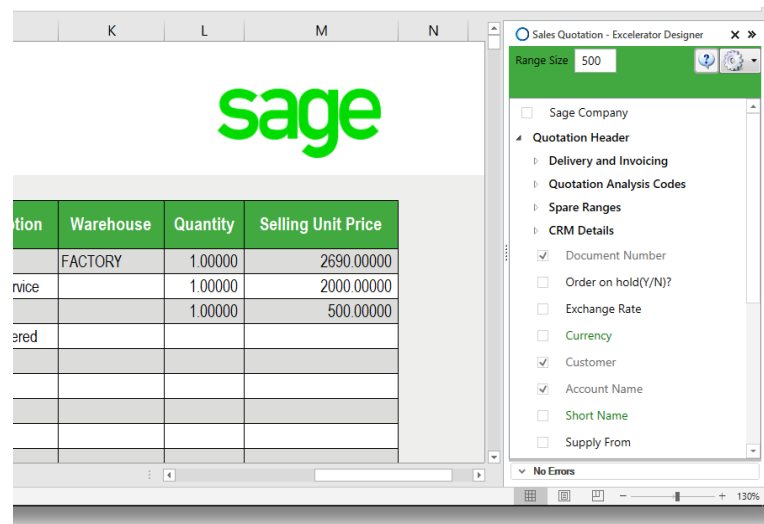 K L M N
sage
tion Warehouse Quantity Selling Unit Price
FACTORY 1.00000 2690.00000
rvice 1.00000 2000.00000
1.00000 500.00000
ered
Sales Quotation - Excelerator Designer
Range Size 500
Sage Company
Quotation Header
Delivery and Invoicing
Quotation Analysis Codes
Spare Ranges
CRM Details
Document Number
Order on hold(Y/N)?
Exchange Rate
Currency
Customer
Account Name
Short Name
Supply From
No Errors
130%